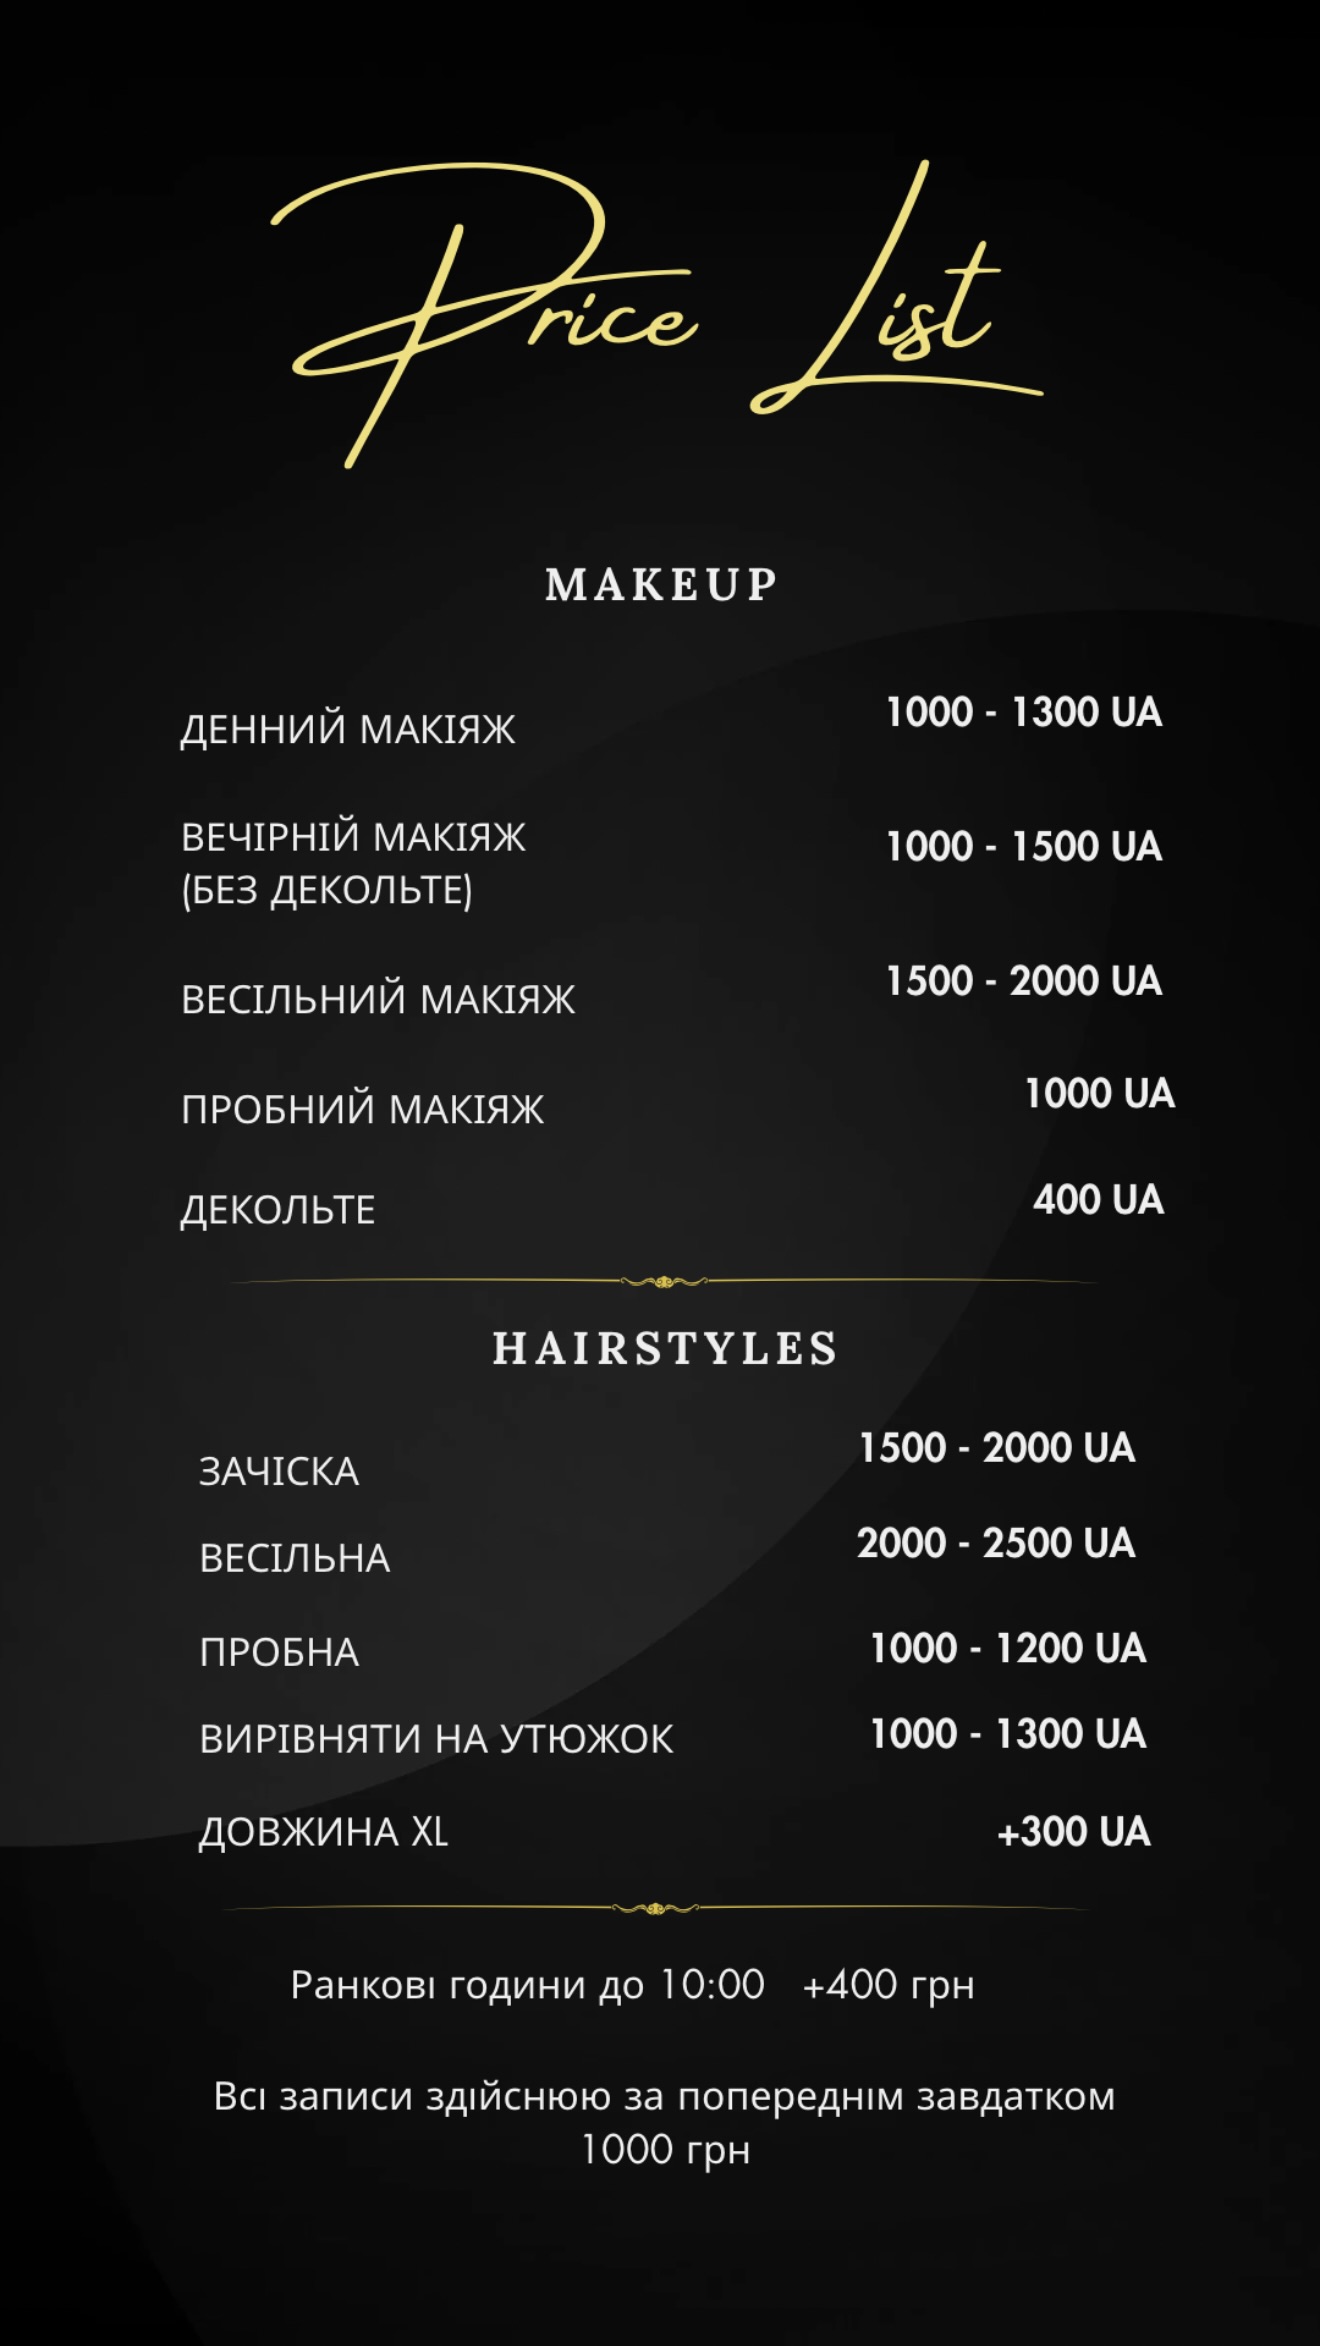 Price List
MAKEUP
ДЕННИЙ МАКІЯЖ 1000 - 1300 UA
ВЕЧІРНІЙ МАКІЯЖ 1000 - 1500 UA
(БЕЗ ДЕКОЛЬТЕ)
ВЕСІЛЬНИЙ МАКІЯЖ 1500 - 2000 UA
ПРОБНИЙ МАКІЯЖ 1000 UA
ДЕКОЛЬТЕ 400 UA
HAIRSTYLES
ЗАЧІСКА 1500 - 2000 UA
ВЕСІЛЬНА 2000 - 2500 UA
ПРОБНА 1000 - 1200 UA
ВИРІВНЯТИ НА УТЮЖОК 1000 - 1300 UA
ДОВЖИНА XL +300 UA
Ранкові години до 10:00 +400 грн
Всі записи здійснюю за попереднім завдатком
1000 грн